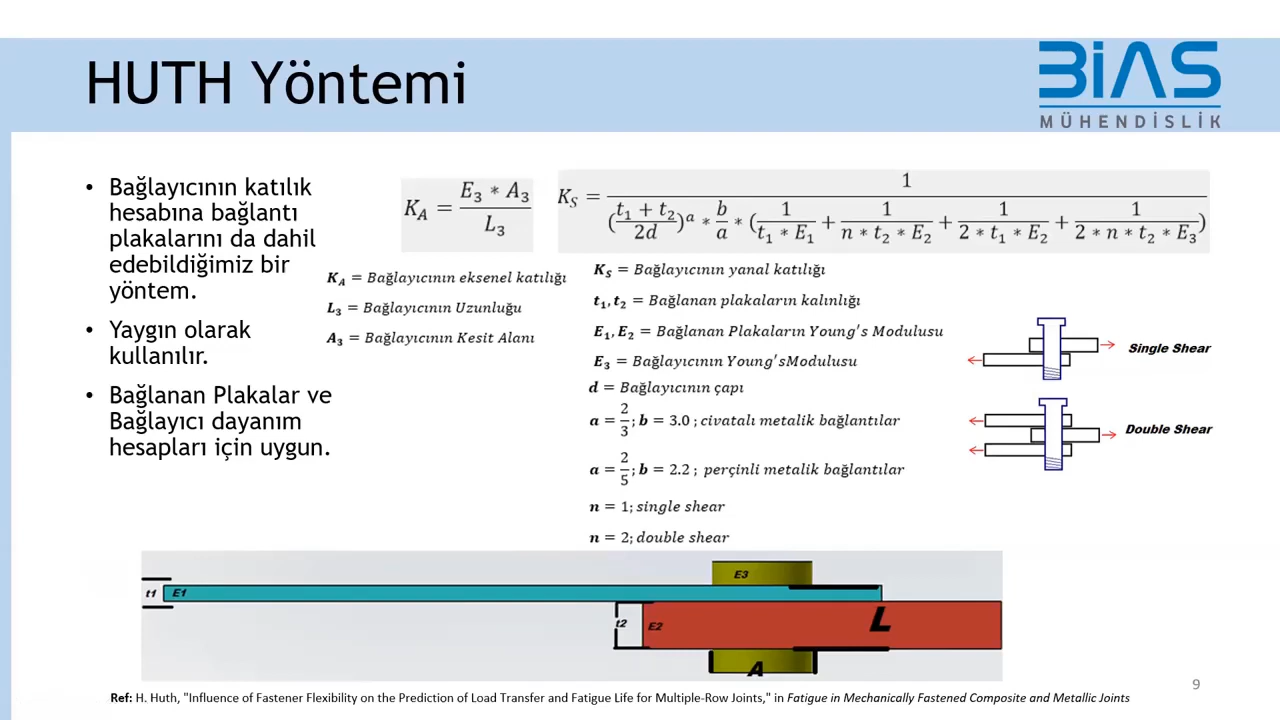 HUTH Yöntemi
BİAS
MÜHENDİSLİK
• Bağlayıcının katılık
hesabına bağlantı
plakalarını da dahil
edebildiğimiz bir
yöntem.
• Yaygın olarak
kullanılır.
• Bağlanan Plakalar ve
Bağlayıcı dayanım
hesapları için uygun.
K_A = (E_3 * A_3) / L_3
K_A = Bağlayıcının eksenel katılığı
L_3 = Bağlayıcının Uzunluğu
A_3 = Bağlayıcının Kesit Alanı
K_S = 1 / (((t_1 + t_2) / 2d)^a * b/a * (1/(t_1 * E_1) + 1/(n * t_2 * E_2) + 1/(2 * t_1 * E_2) + 1/(2 * n * t_2 * E_3)))
K_S = Bağlayıcının yanal katılığı
t_1, t_2 = Bağlanan plakaların kalınlığı
E_1, E_2 = Bağlanan Plakaların Young's Modulusu
E_3 = Bağlayıcının Young'sModulusu
d = Bağlayıcının çapı
a = 2/3; b = 3.0 ; civatalı metalik bağlantılar
a = 2/5; b = 2.2 ; perçinli metalik bağlantılar
n = 1; single shear
n = 2; double shear
Single Shear
Double Shear
t1 E1 E3
t2 E2 L
A
9
Ref: H. Huth, "Influence of Fastener Flexibility on the Prediction of Load Transfer and Fatigue Life for Multiple-Row Joints," in Fatigue in Mechanically Fastened Composite and Metallic Joints